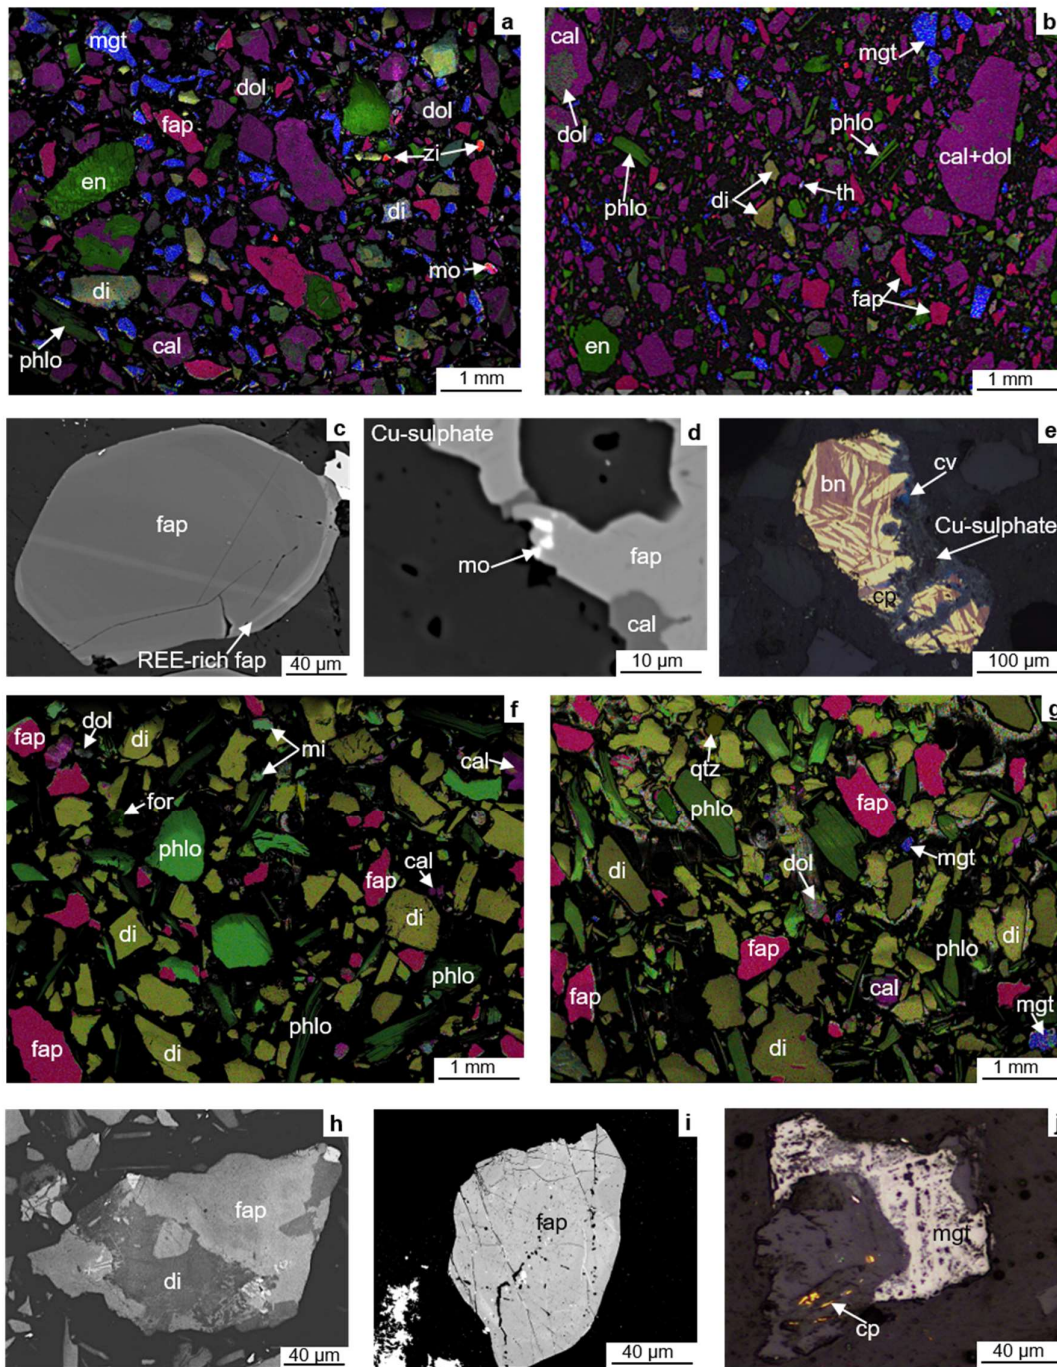 a
mgt
dol
dol
fap
zi
en
di
mo
di
phlo
cal
1 mm
b
cal
mgt
dol
phlo
phlo
cal+dol
di
th
fap
en
1 mm
c
fap
REE-rich fap
40 µm
d
Cu-sulphate
mo
fap
cal
10 µm
e
bn
cv
Cu-sulphate
cp
100 µm
f
fap
dol
di
mi
cal
for
phlo
cal
fap
di
di
phlo
phlo
fap
di
1 mm
g
qtz
phlo
fap
di
dol
mgt
phlo
di
fap
cal
fap
mgt
di
1 mm
h
fap
di
40 µm
i
fap
40 µm
j
mgt
cp
40 µm